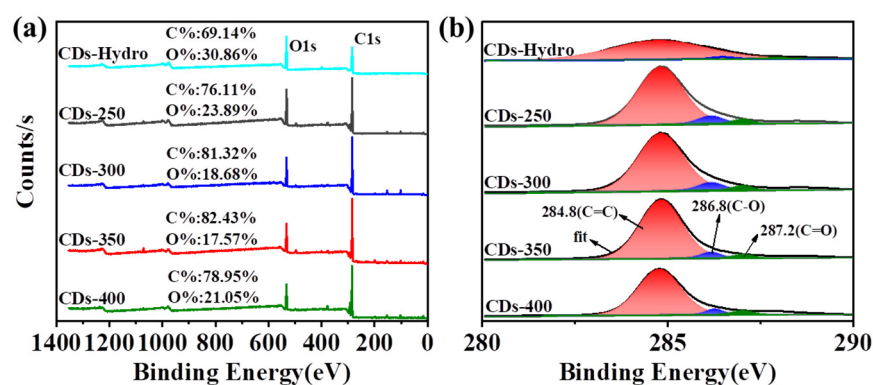 (a)
C%:69.14%
CDs-Hydro
O%:30.86%
O1s
C1s
C%:76.11%
CDs-250
O%:23.89%
C%:81.32%
CDs-300
O%:18.68%
C%:82.43%
CDs-350
O%:17.57%
C%:78.95%
CDs-400
O%:21.05%
Counts/s
1400 1200 1000 800 600 400 200 0
Binding Energy(eV)
(b)
CDs-Hydro
CDs-250
CDs-300
284.8(C=C)
286.8(C-O)
287.2(C=O)
fit
CDs-350
CDs-400
280 285 290
Binding Energy(eV)